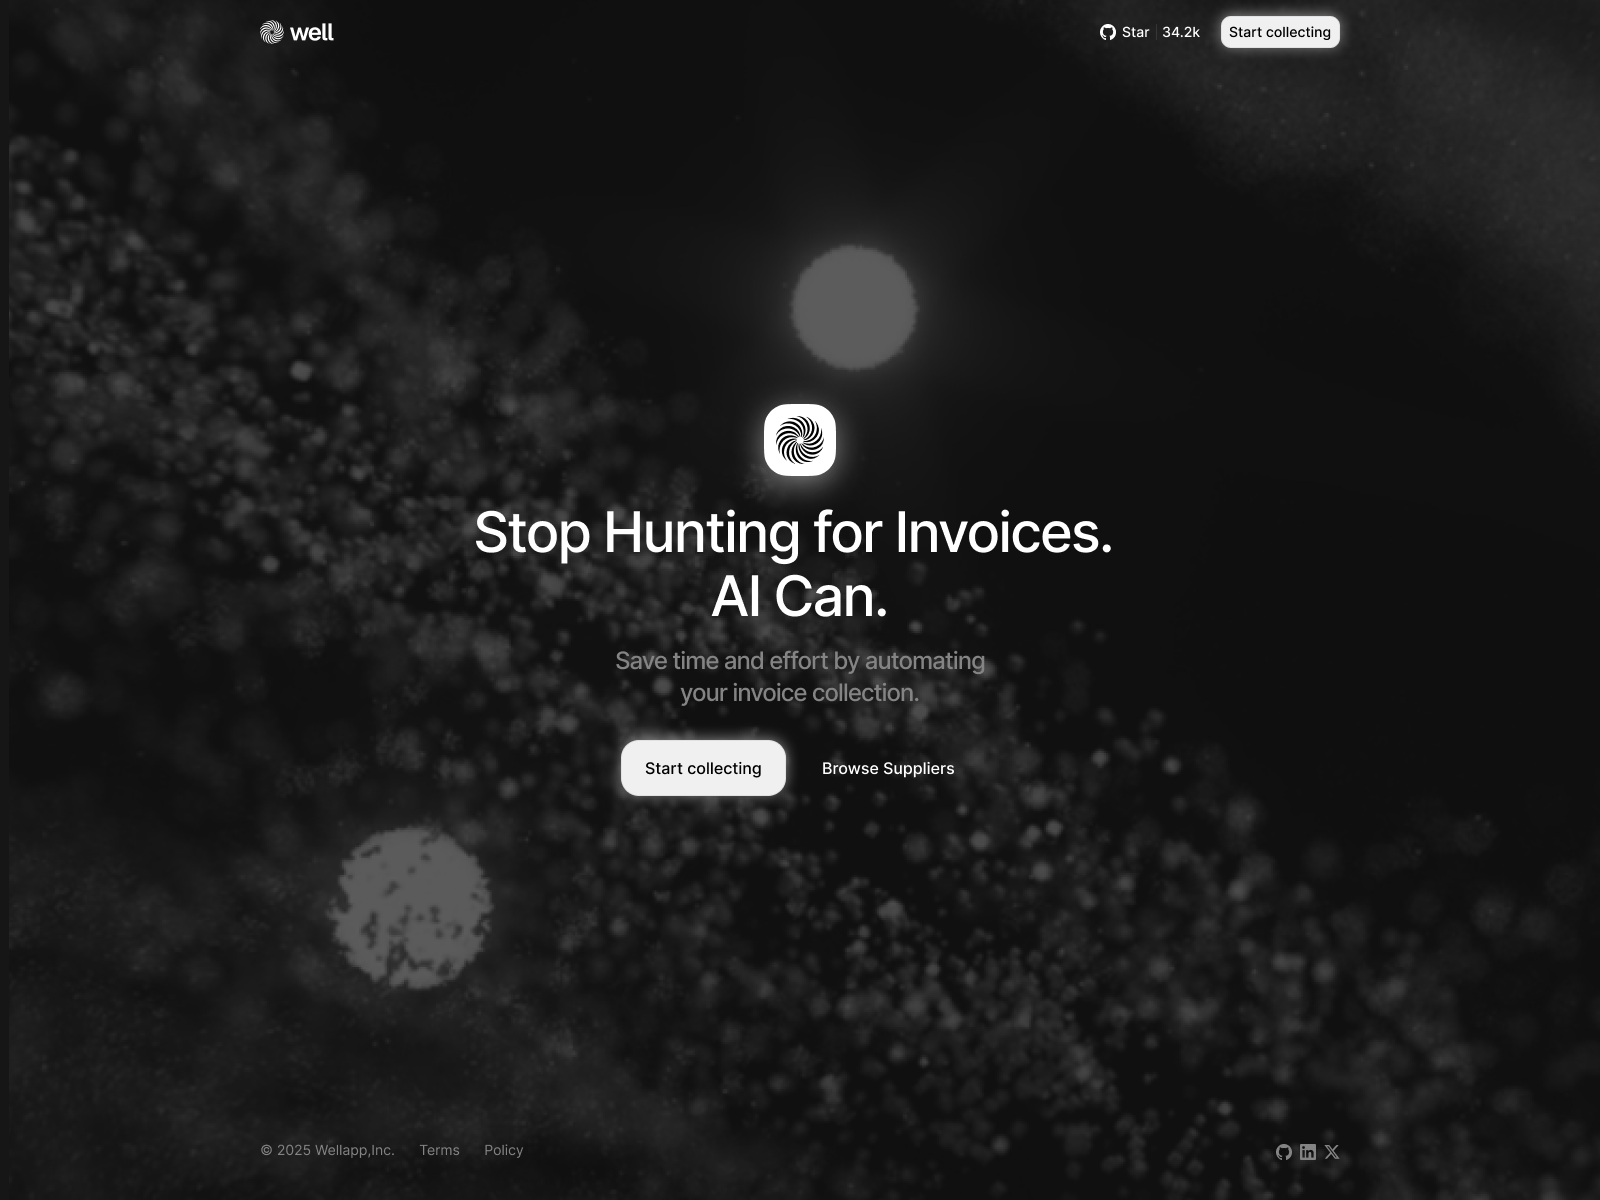 well
Star 34.2k
Start collecting
Stop Hunting for Invoices.
AI Can.
Save time and effort by automating
your invoice collection.
Start collecting
Browse Suppliers
© 2025 Wellapp,Inc.
Terms
Policy